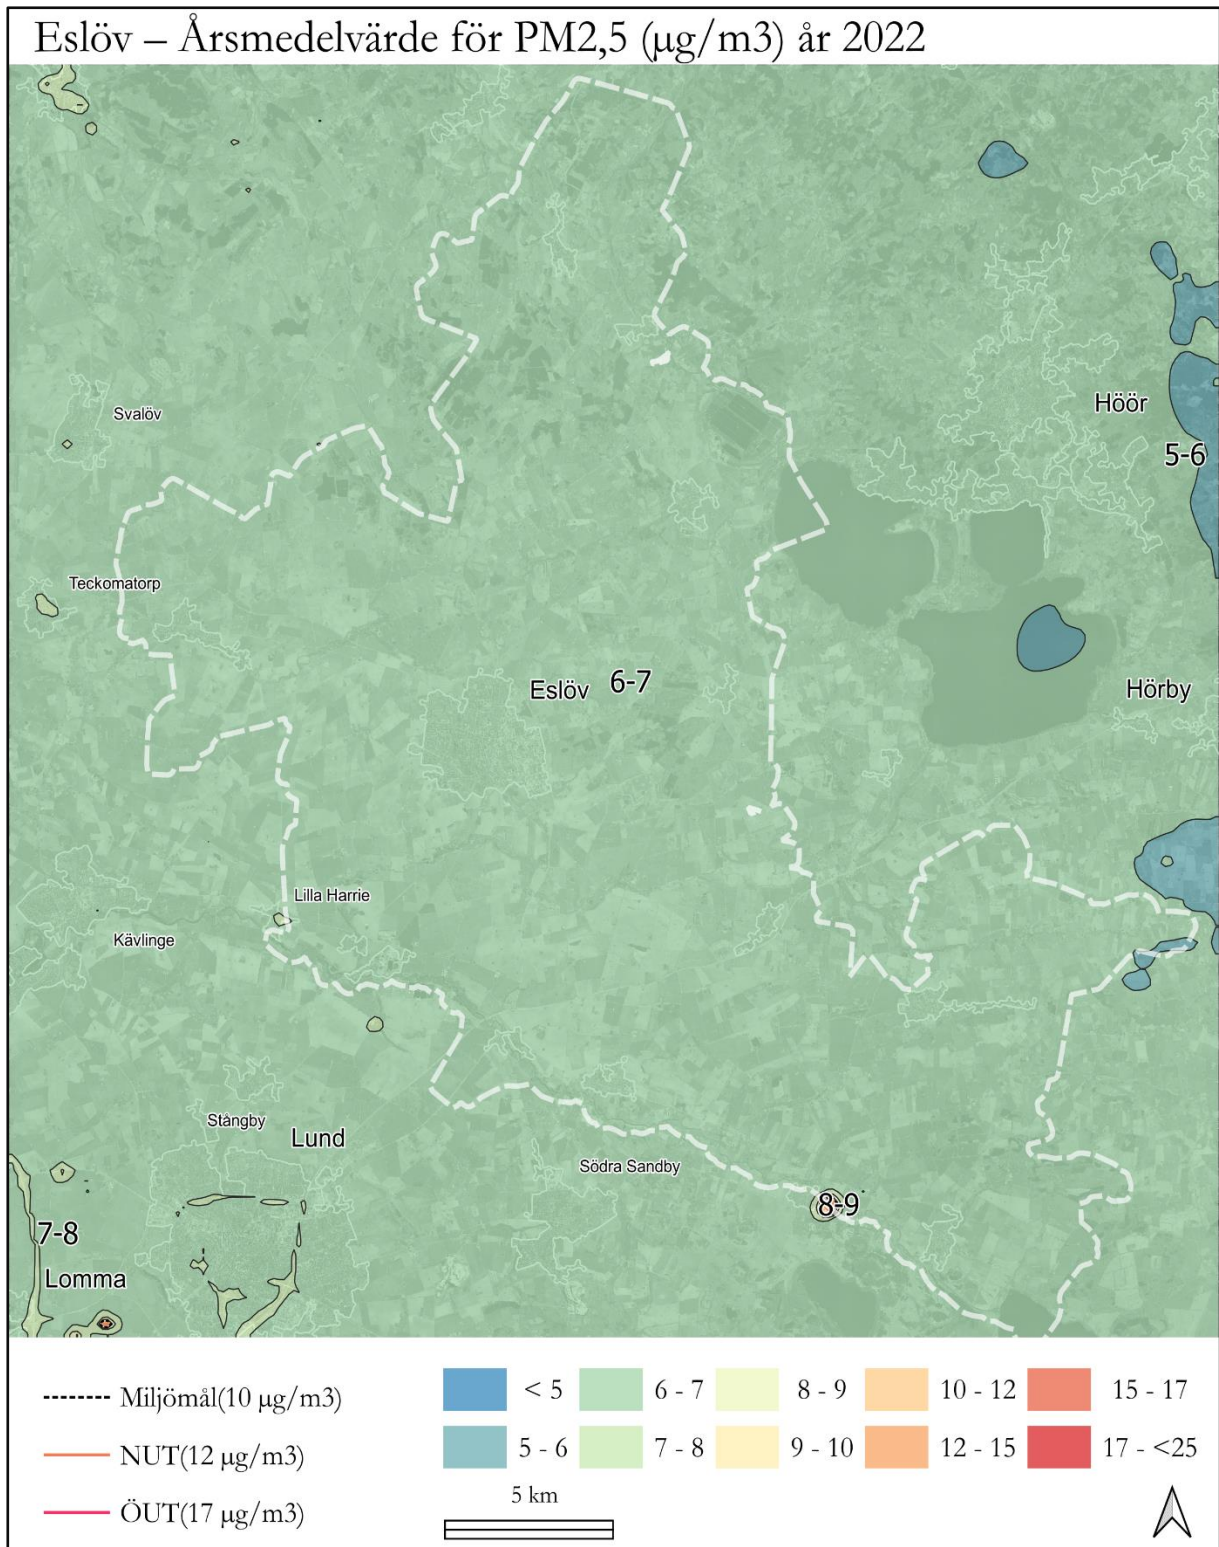 Eslöv – Årsmedelvärde för PM2,5 (µg/m3) år 2022
Höör
Svalöv
5-6
Teckomatorp
Eslöv 6-7
Hörby
Lilla Harrie
Kävlinge
Stångby
Lund
Södra Sandby
8-9
7-8
Lomma
Miljömål(10 µg/m3)
NUT(12 µg/m3)
ÖUT(17 µg/m3)
< 5
6 - 7
8 - 9
10 - 12
15 - 17
5 - 6
7 - 8
9 - 10
12 - 15
17 - <25
5 km